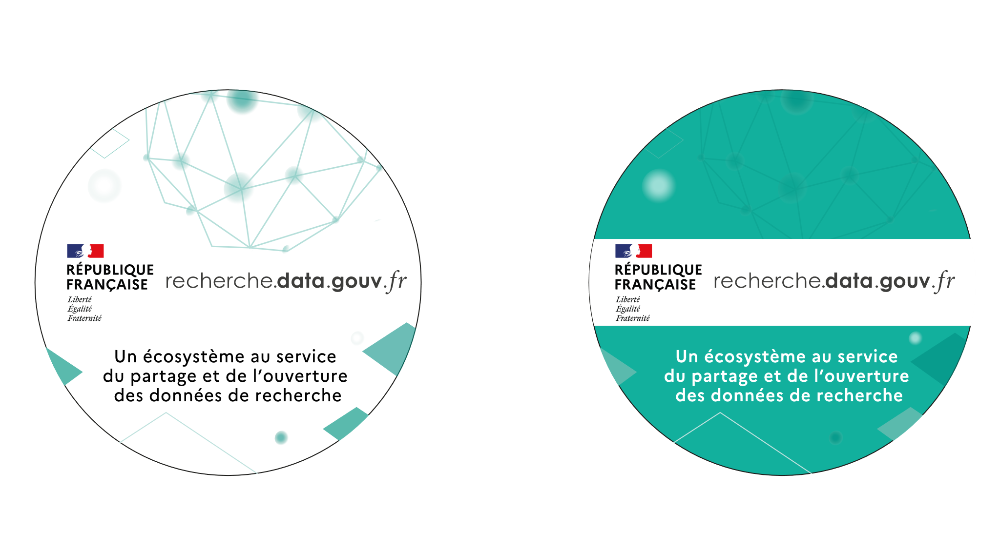 RÉPUBLIQUE
FRANÇAISE
Liberté
Égalité
Fraternité
recherche.data.gouv.fr
Un écosystème au service
du partage et de l’ouverture
des données de recherche
RÉPUBLIQUE
FRANÇAISE
Liberté
Égalité
Fraternité
recherche.data.gouv.fr
Un écosystème au service
du partage et de l’ouverture
des données de recherche